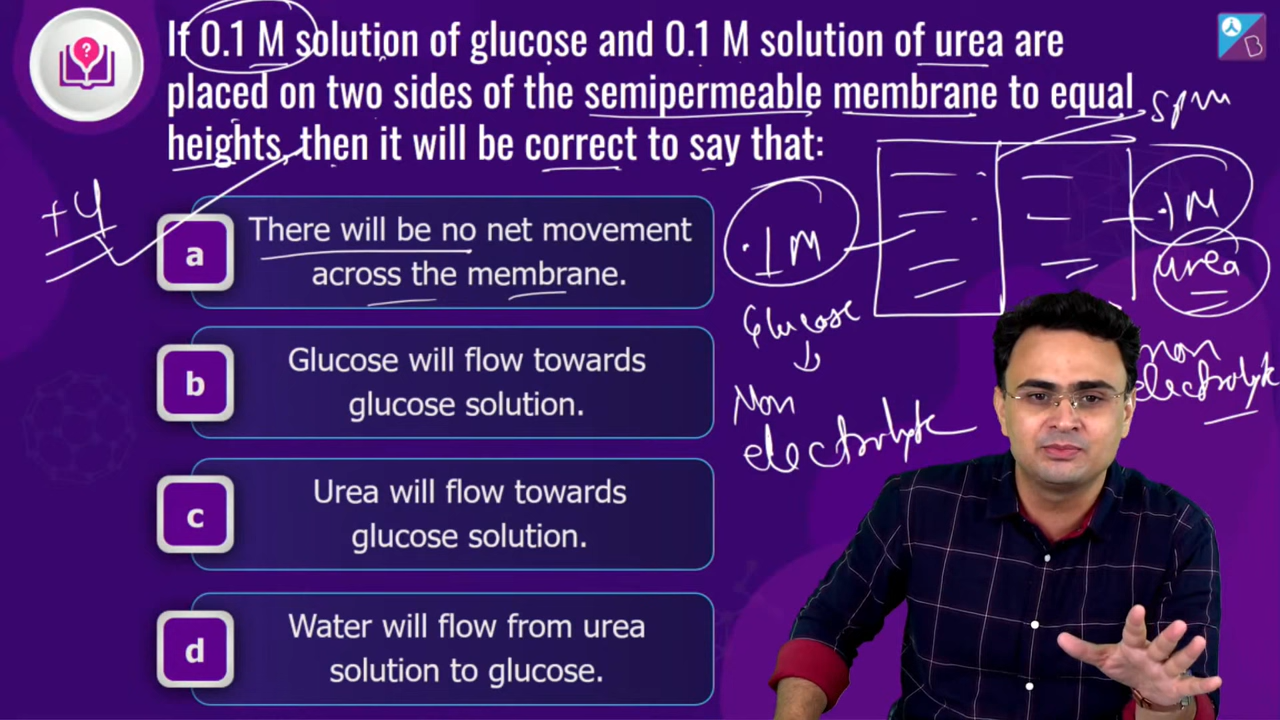 If 0.1 M solution of glucose and 0.1 M solution of urea are
placed on two sides of the semipermeable membrane to equal
heights, then it will be correct to say that:
spm
+4
a
There will be no net movement
across the membrane.
.1M
Glucose
Non
electrolyte
.1M
urea
non
electrolyte
b
Glucose will flow towards
glucose solution.
c
Urea will flow towards
glucose solution.
d
Water will flow from urea
solution to glucose.
?
B